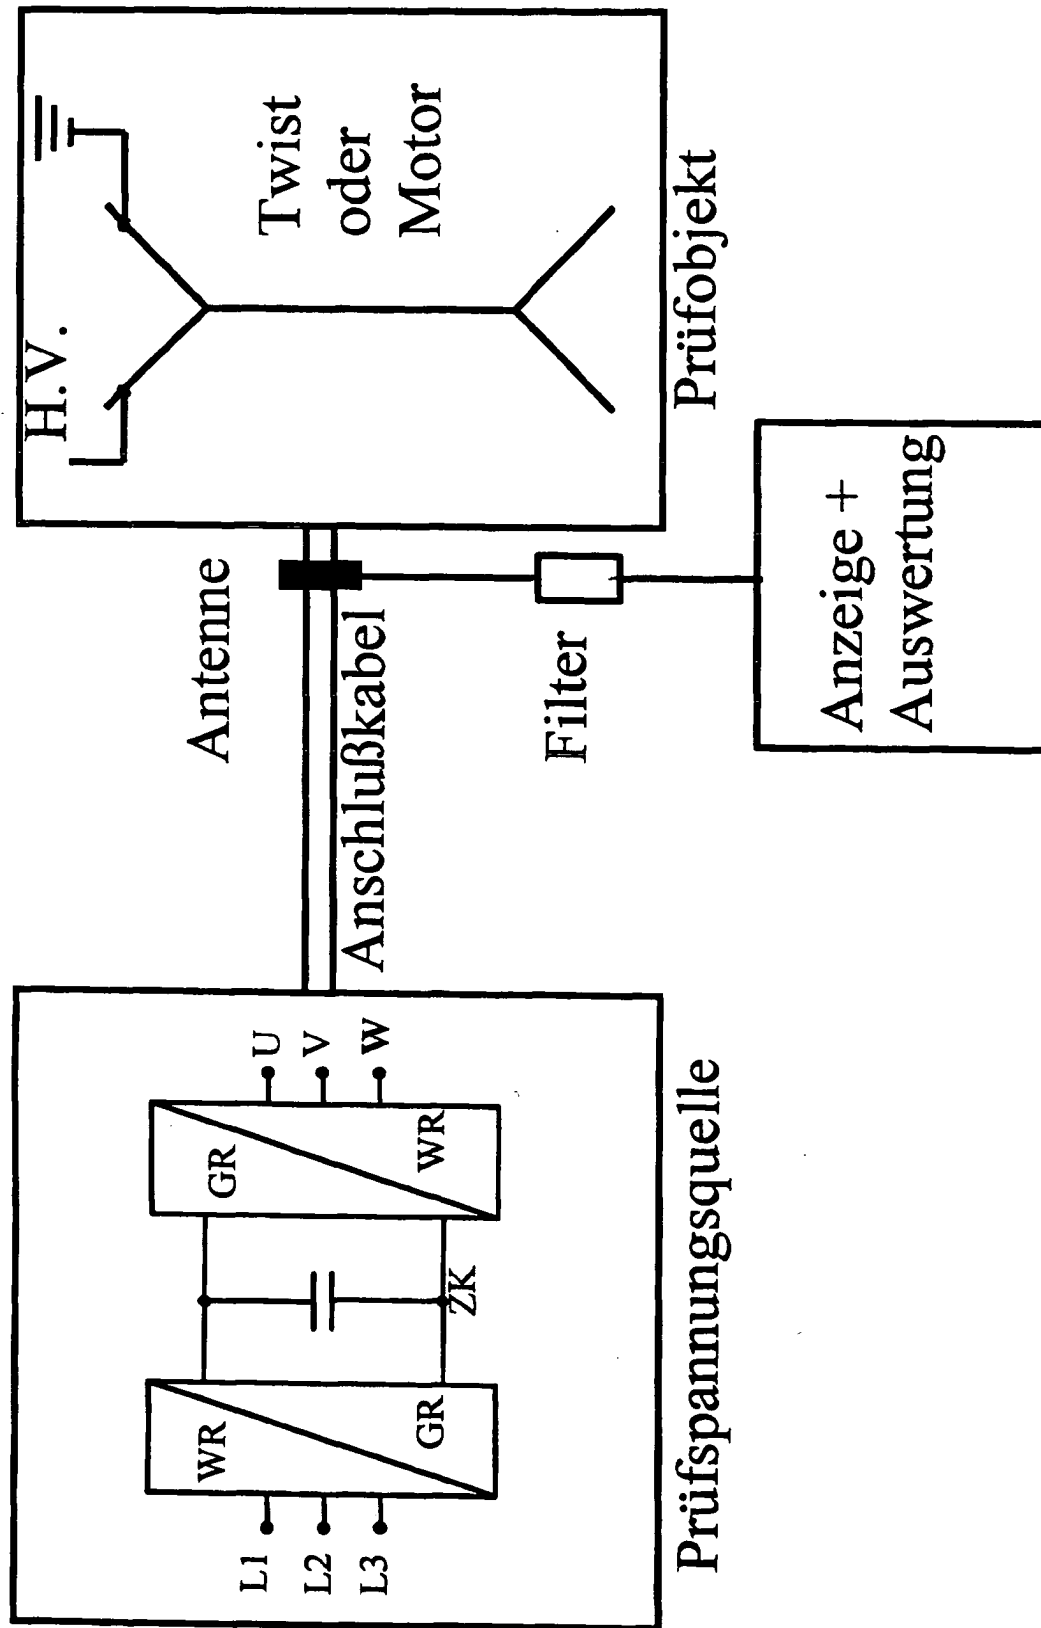 L1
L2
L3
WR
GR
ZK
GR
WR
U
V
W
Prüfspannungsquelle
Antenne
Anschlußkabel
Filter
H.V.
Twist
oder
Motor
Prüfobjekt
Anzeige +
Auswertung